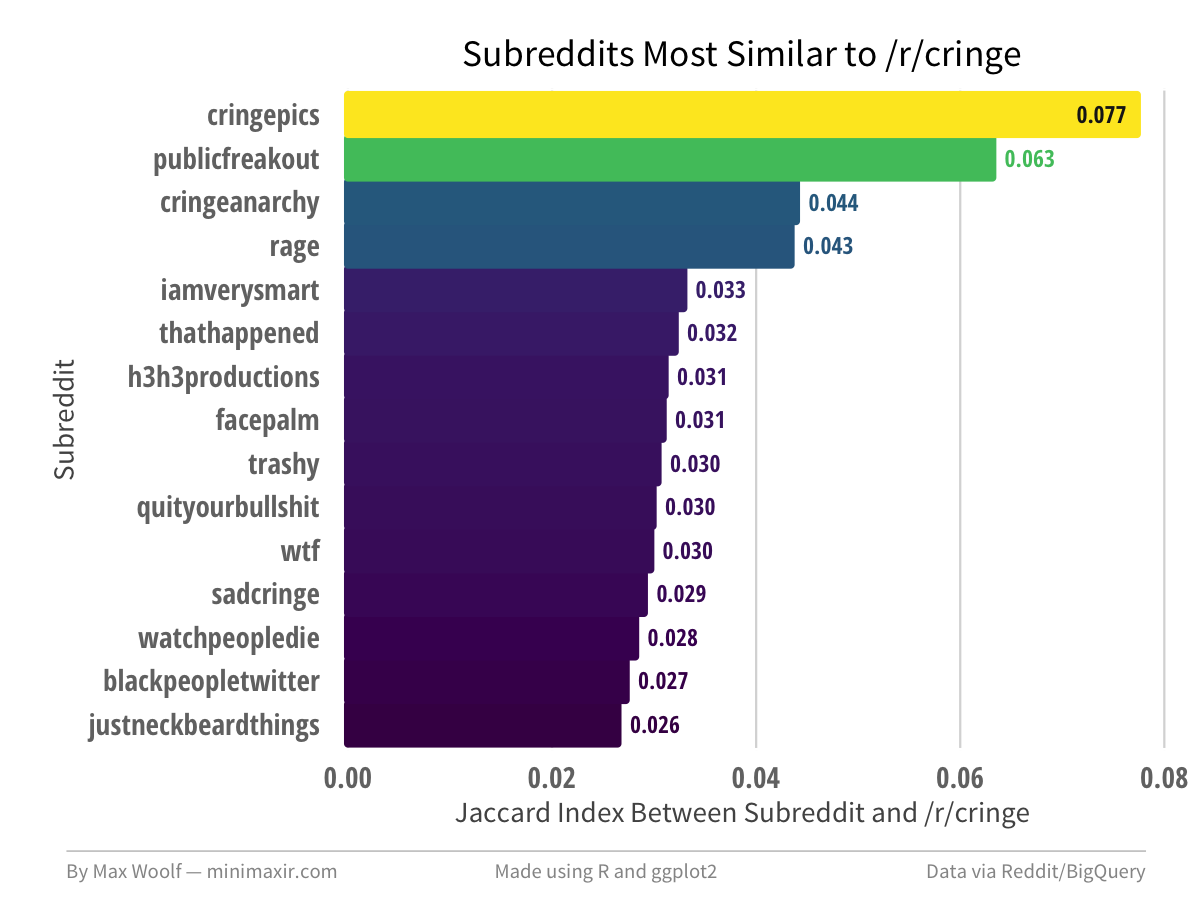 Subreddits Most Similar to /r/cringe
cringepics 0.077
publicfreakout 0.063
cringeanarchy 0.044
rage 0.043
iamverysmart 0.033
thathappened 0.032
h3h3productions 0.031
facepalm 0.031
trashy 0.030
quityourbullshit 0.030
wtf 0.030
sadcringe 0.029
watchpeopledie 0.028
blackpeopletwitter 0.027
justneckbeardthings 0.026
Subreddit
0.00 0.02 0.04 0.06 0.08
Jaccard Index Between Subreddit and /r/cringe
By Max Woolf — minimaxir.com Made using R and ggplot2 Data via Reddit/BigQuery